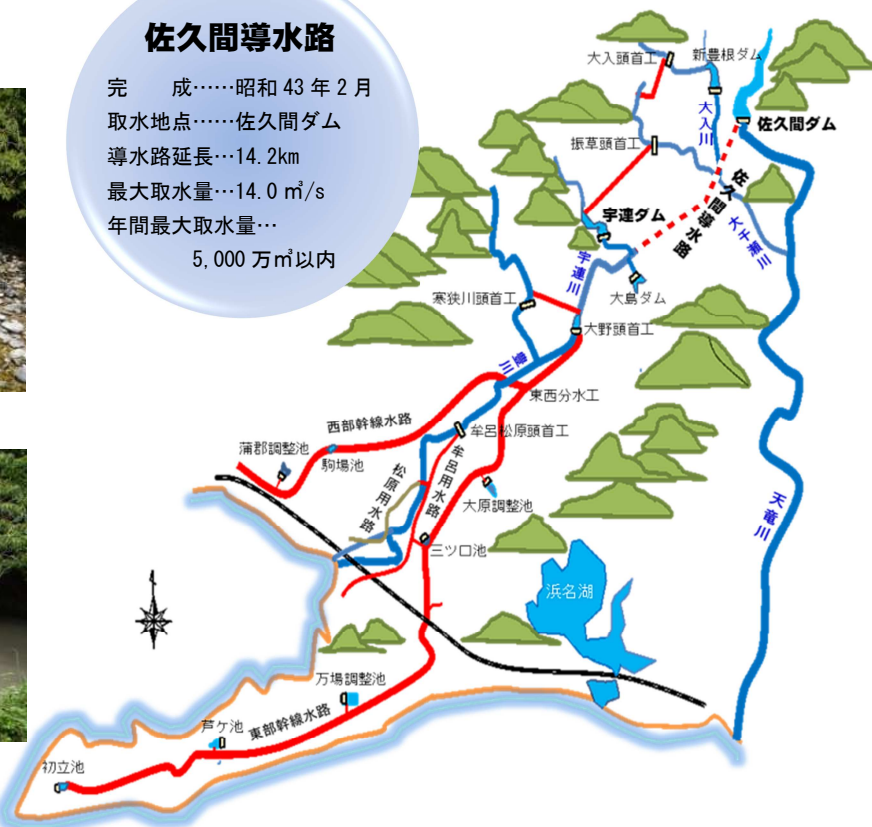 佐久間導水路
完　　成……昭和43年2月
取水地点……佐久間ダム
導水路延長…14.2km
最大取水量…14.0㎥/s
年間最大取水量…
5,000万㎥以内
大入頭首工
新豊根ダム
大入川
佐久間ダム
振草頭首工
佐久間導水路
宇連ダム
大千瀬川
宇連川
大島ダム
寒狭川頭首工
大野頭首工
豊川
東西分水工
西部幹線水路
牟呂松原頭首工
蒲郡調整池
駒場池
松原用水路
牟呂用水路
大原調整池
天竜川
三ツ口池
浜名湖
万場調整池
芦ケ池
東部幹線水路
初立池